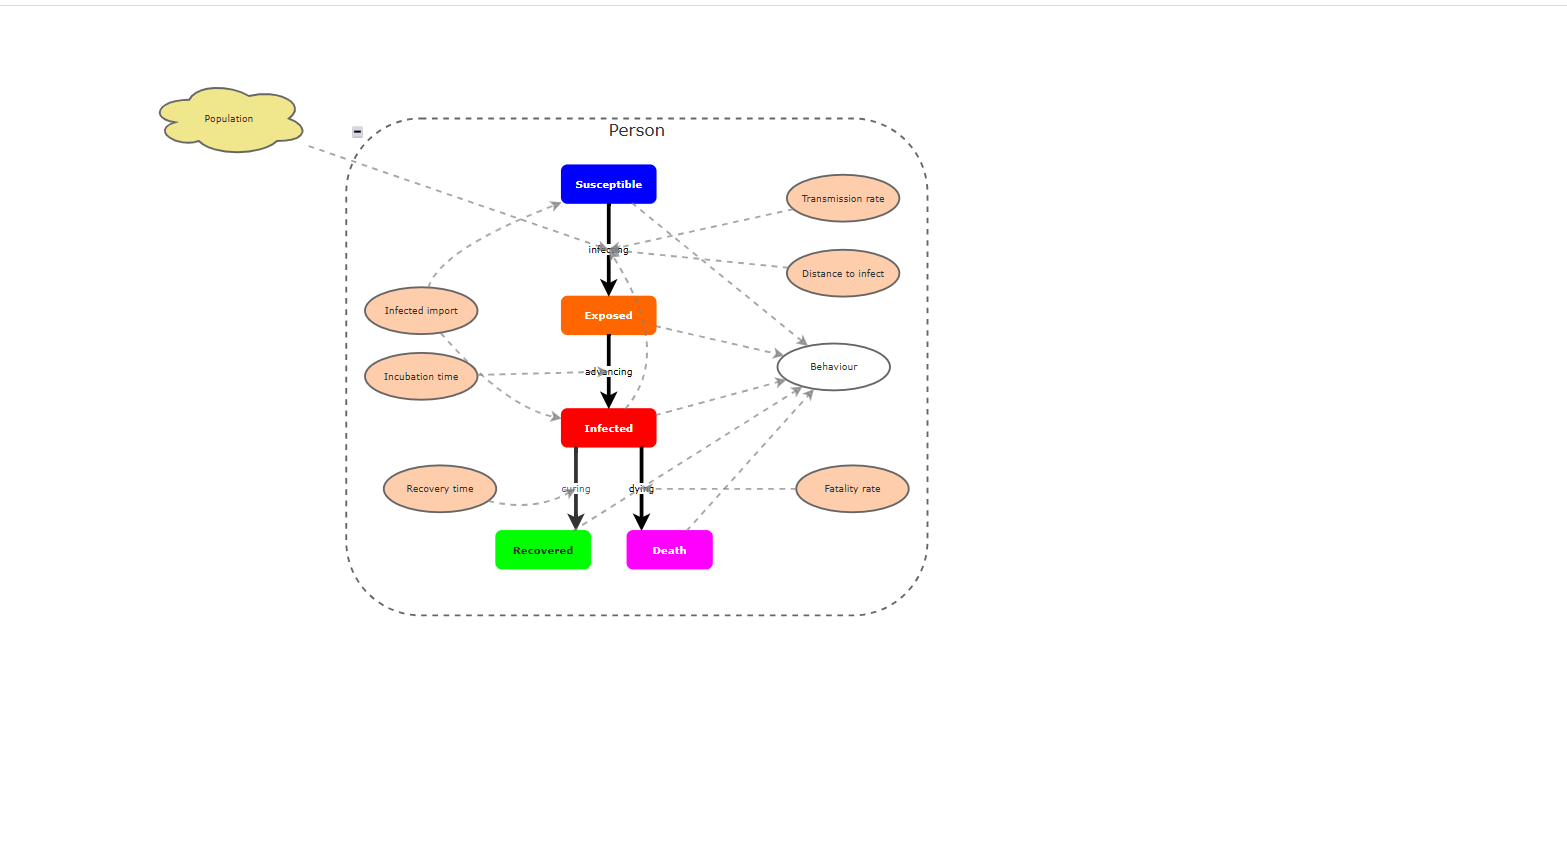 Population
Person
Susceptible
Transmission rate
infecting
Distance to infect
Infected import
Exposed
Behaviour
advancing
Incubation time
Infected
Recovery time
curing
dying
Fatality rate
Recovered
Death